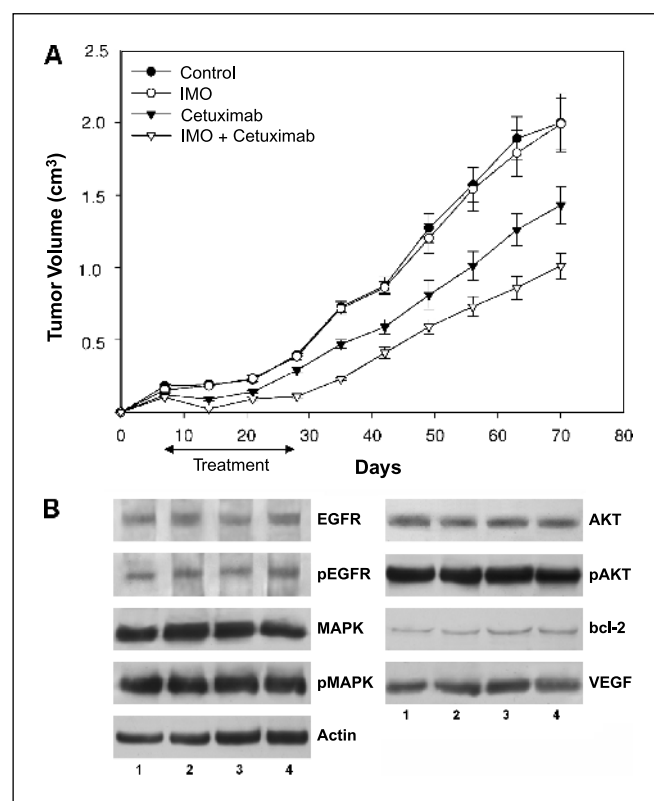 A
Control
IMO
Cetuximab
IMO + Cetuximab
Tumor Volume (cm³)
2.5
2.0
1.5
1.0
0.5
0 10 20 30 40 50 60 70 80
Treatment
Days
B
EGFR
pEGFR
MAPK
pMAPK
Actin
1 2 3 4
AKT
pAKT
bcl-2
VEGF
1 2 3 4